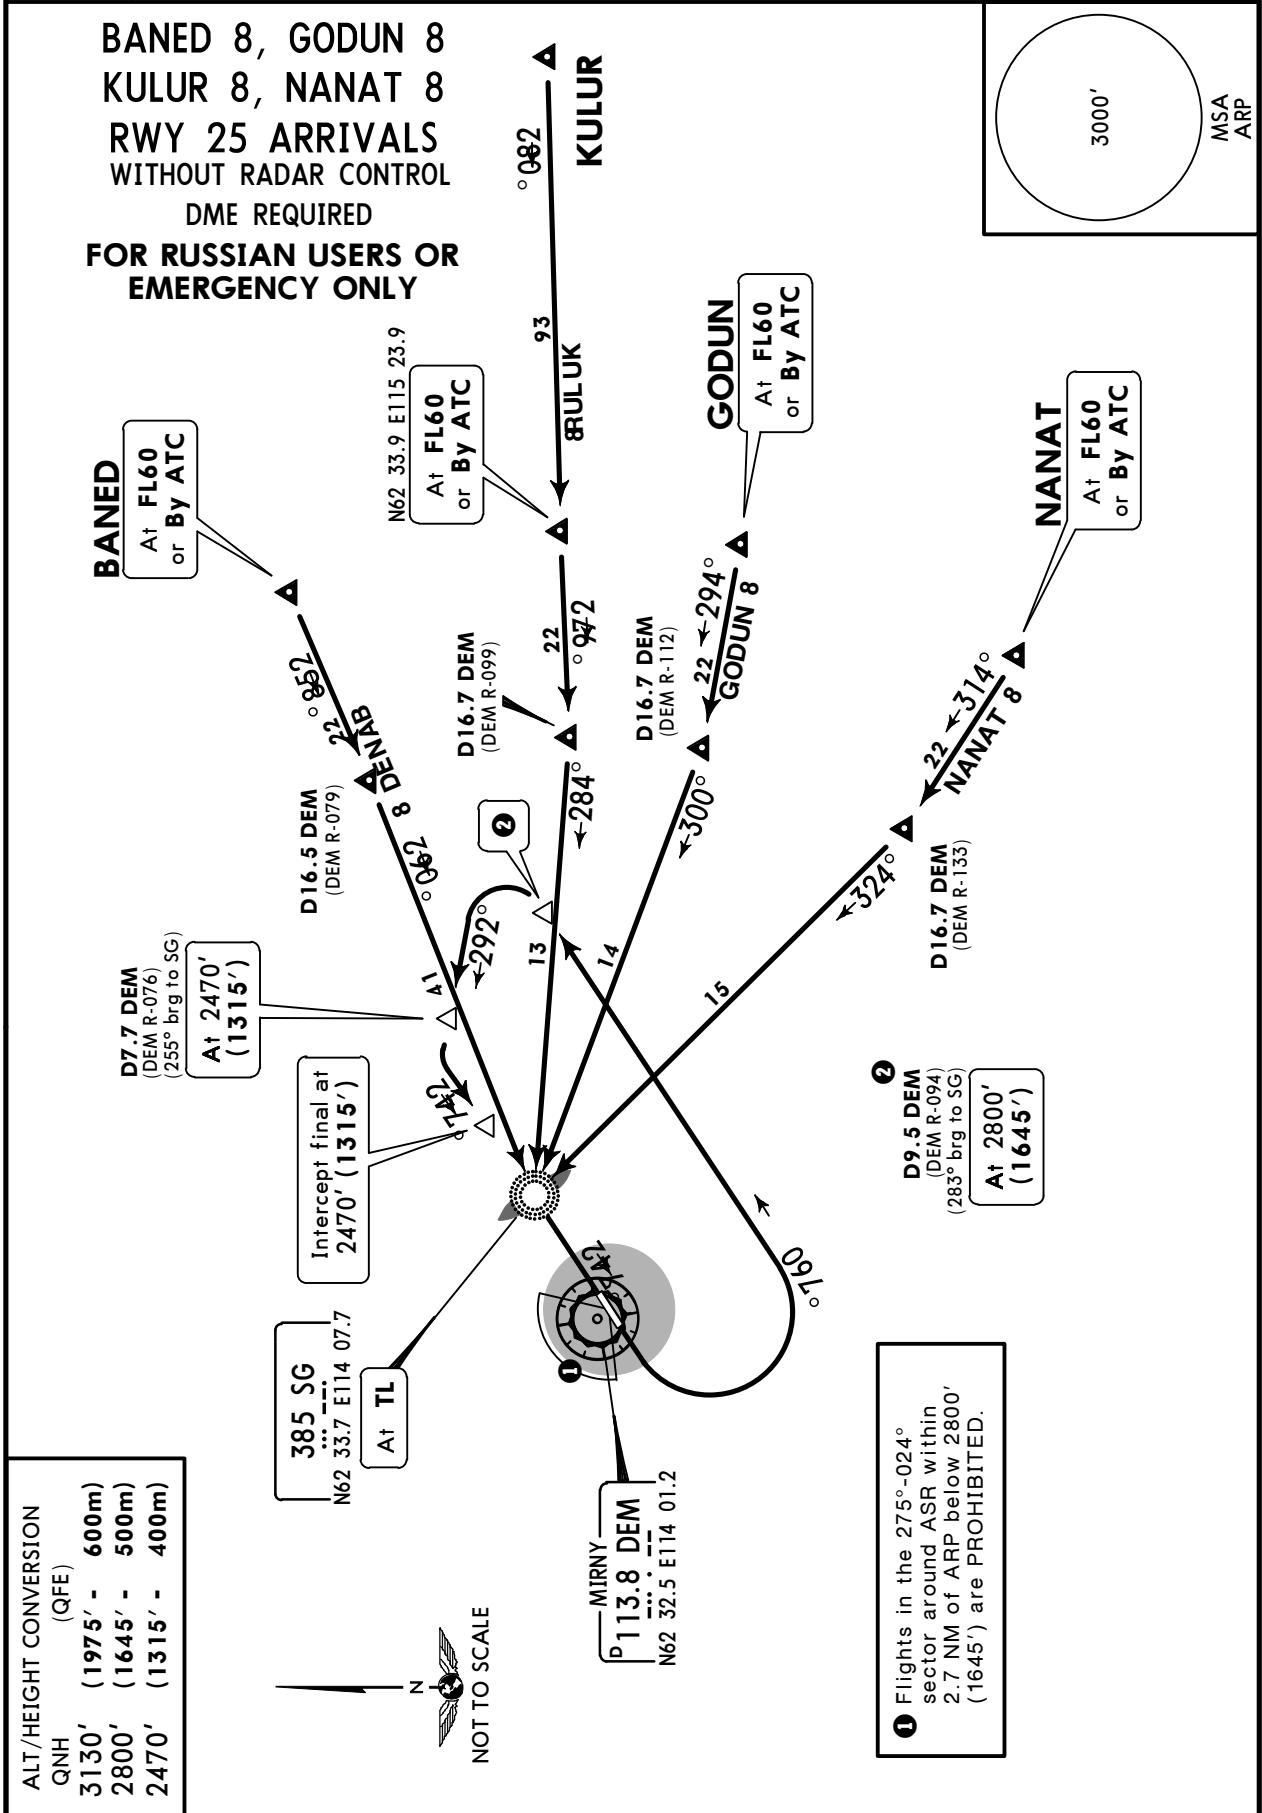 BANED 8, GODUN 8
KULUR 8, NANAT 8
RWY 25 ARRIVALS
WITHOUT RADAR CONTROL
DME REQUIRED
FOR RUSSIAN USERS OR
EMERGENCY ONLY
3000'
MSA
ARP
KULUR
93
N62 33.9 E115 23.9
At FL60
or By ATC
22
D16.7 DEM
(DEM R-099)
←284°
13
BANED
At FL60
or By ATC
22
D16.5 DEM
(DEM R-079)
8 DENAB
41
GODUN
At FL60
or By ATC
←294°
22
GODUN 8
D16.7 DEM
(DEM R-112)
←300°
14
NANAT
At FL60
or By ATC
←314°
22
NANAT 8
D16.7 DEM
(DEM R-133)
←324°
15
2
←292°
D7.7 DEM
(DEM R-076)
(255° brg to SG)
At 2470'
(1315')
Intercept final at
2470' (1315')
2
D9.5 DEM
(DEM R-094)
(283° brg to SG)
At 2800'
(1645')
385 SG
N62 33.7 E114 07.7
At TL
1
MIRNY
D 113.8 DEM
N62 32.5 E114 01.2
1 Flights in the 275°-024°
sector around ASR within
2.7 NM of ARP below 2800'
(1645') are PROHIBITED.
N
NOT TO SCALE
ALT/HEIGHT CONVERSION
QNH (QFE)
3130' (1975' - 600m)
2800' (1645' - 500m)
2470' (1315' - 400m)